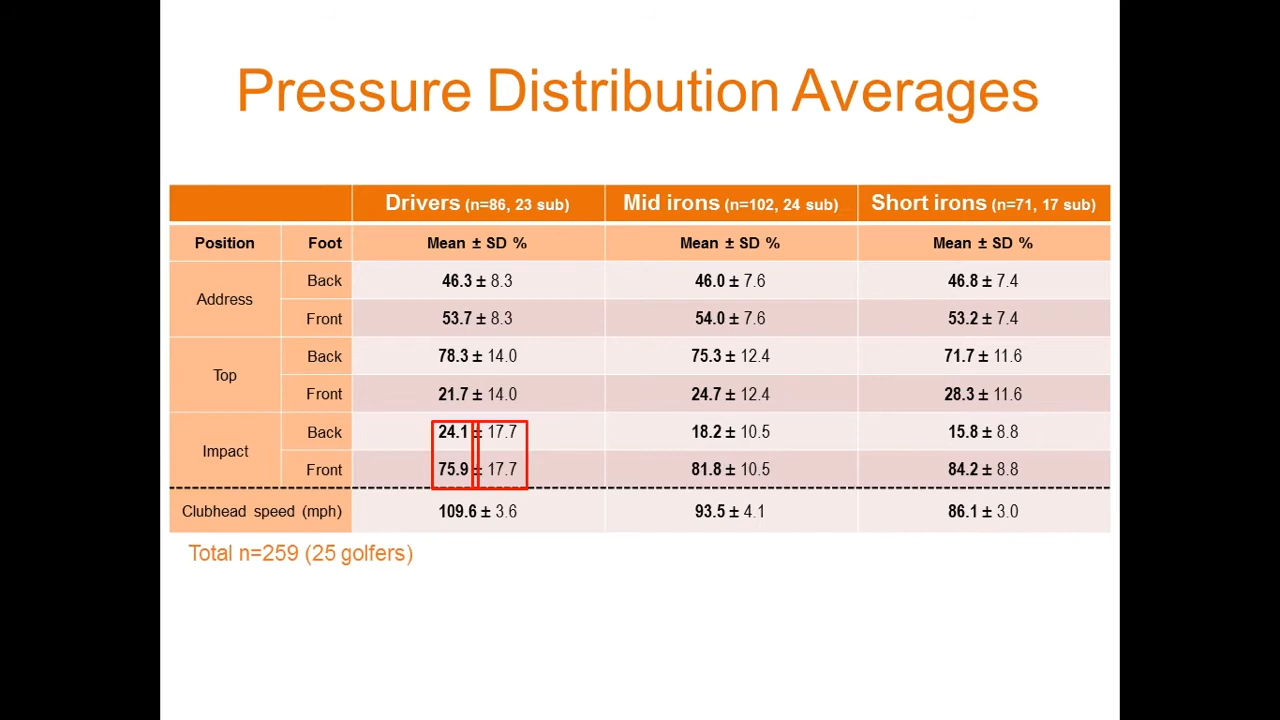 Pressure Distribution Averages
Drivers (n=86, 23 sub) Mid irons (n=102, 24 sub) Short irons (n=71, 17 sub)
Position Foot Mean ± SD % Mean ± SD % Mean ± SD %
Address
Back 46.3 ± 8.3 46.0 ± 7.6 46.8 ± 7.4
Front 53.7 ± 8.3 54.0 ± 7.6 53.2 ± 7.4
Top
Back 78.3 ± 14.0 75.3 ± 12.4 71.7 ± 11.6
Front 21.7 ± 14.0 24.7 ± 12.4 28.3 ± 11.6
Impact
Back 24.1 ± 17.7 18.2 ± 10.5 15.8 ± 8.8
Front 75.9 ± 17.7 81.8 ± 10.5 84.2 ± 8.8
Clubhead speed (mph) 109.6 ± 3.6 93.5 ± 4.1 86.1 ± 3.0
Total n=259 (25 golfers)